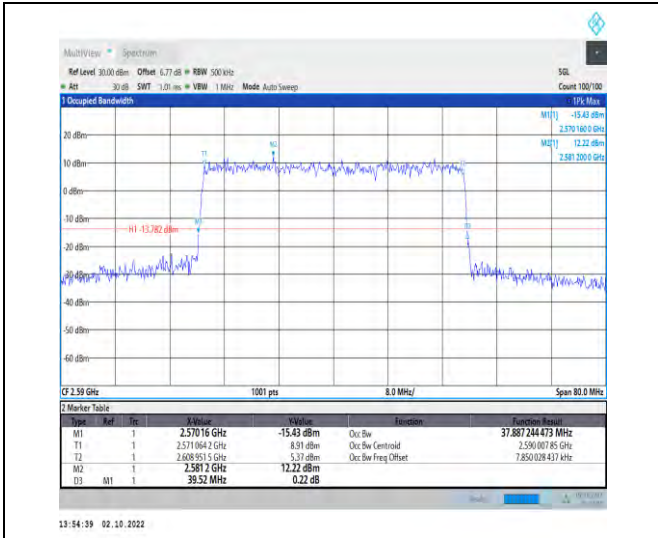 MultiView Spectrum
Ref Level 30.00 dBm Offset 6.77 dB RBW 500 kHz SGL
Att 30 dB SWT 1.01 ms VBW 1 MHz Mode Auto Sweep Count 100/100
1 Occupied Bandwidth 1Pk Max
M1[1] -15.43 dBm
2.570 160 0 GHz
M2[1] 12.22 dBm
2.581 200 0 GHz
20 dBm
10 dBm
0 dBm
-10 dBm
H1 -13.782 dBm
-30 dBm
-40 dBm
-50 dBm
-60 dBm
T1
M2
M1
CF 2.59 GHz 1001 pts 8.0 MHz/ Span 80.0 MHz
2 Marker Table
Type Ref Trc X-Value Y-Value Function Function Result
M1 1 2.57016 GHz -15.43 dBm Occ Bw 37.887 244 473 MHz
T1 1 2.571 064 2 GHz 8.91 dBm Occ Bw Centroid 2.590 007 85 GHz
T2 1 2.608 951 5 GHz 5.37 dBm Occ Bw Freq Offset 7.850 028 437 kHz
M2 1 2.581 2 GHz 12.22 dBm
D3 M1 1 39.52 MHz 0.22 dB
13:54:39 02.10.2022